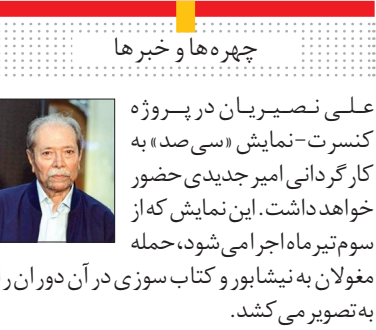 چهره‌ها و خبرها
علی نصیریان در پروژه
کنسرت-نمایش «سی‌صد» به
کارگردانی امیر جدیدی حضور
خواهد داشت. این نمایش که از
سوم تیرماه اجرا می‌شود، حمله
مغولان به نیشابور و کتاب سوزی در آن دوران را
به تصویر می‌کشد.